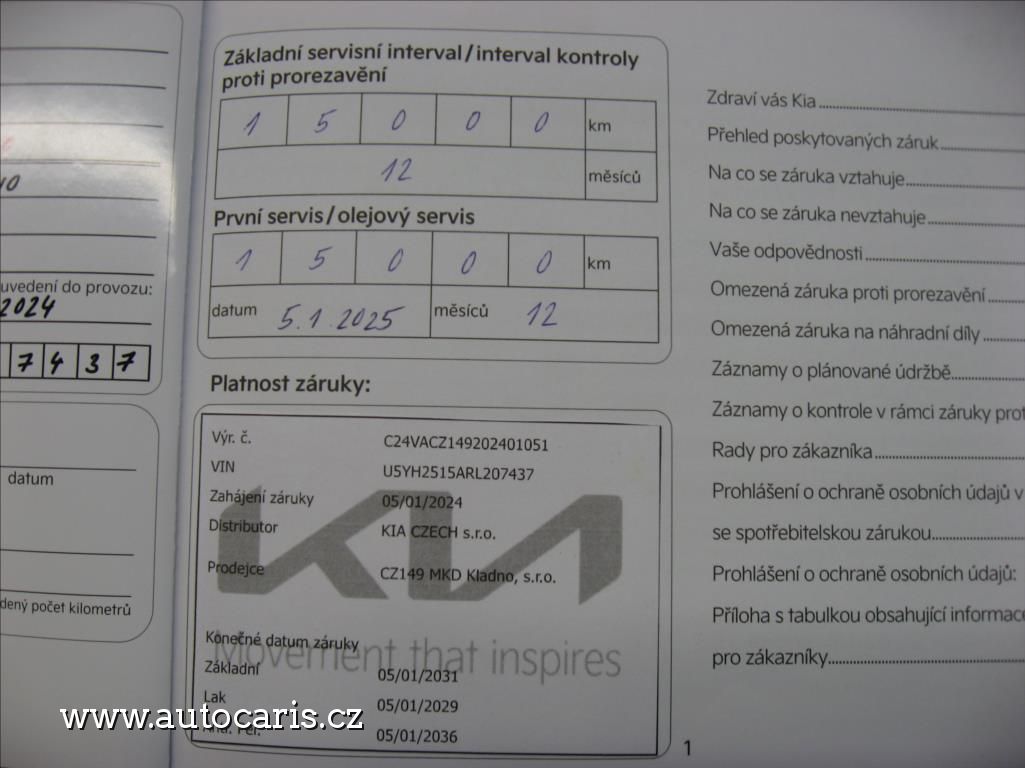 uvedení do provozu:
2024
7 4 3 7
datum
dený počet kilometrů
Základní servisní interval/interval kontroly
proti prorezavění
1 5 0 0 0 km
12 měsíců
První servis/olejový servis
1 5 0 0 0 km
datum 5.1.2025 měsíců 12
Platnost záruky:
Výr. č. C24VACZ149202401051
VIN U5YH2515ARL207437
Zahájení záruky 05/01/2024
Distributor KIA CZECH s.r.o.
Prodejce CZ149 MKD Kladno, s.r.o.
KIA
Movement that inspires
Konečné datum záruky
Základní 05/01/2031
Lak 05/01/2029
05/01/2036
1
Zdraví vás Kia
Přehled poskytovaných záruk
Na co se záruka vztahuje
Na co se záruka nevztahuje
Vaše odpovědnosti
Omezená záruka proti prorezavění
Omezená záruka na náhradní díly
Záznamy o plánované údržbě
Záznamy o kontrole v rámci záruky prot
Rady pro zákazníka
Prohlášení o ochraně osobních údajů v
se spotřebitelskou zárukou
Prohlášení o ochraně osobních údajů:
Příloha s tabulkou obsahující informace
pro zákazníky
www.autocaris.cz